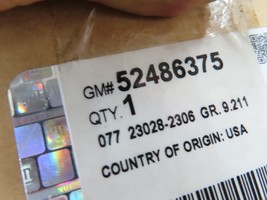 GM# 52486375
QTY. 1
077 23028-2306 GR. 9.211
COUNTRY OF ORIGIN: USA